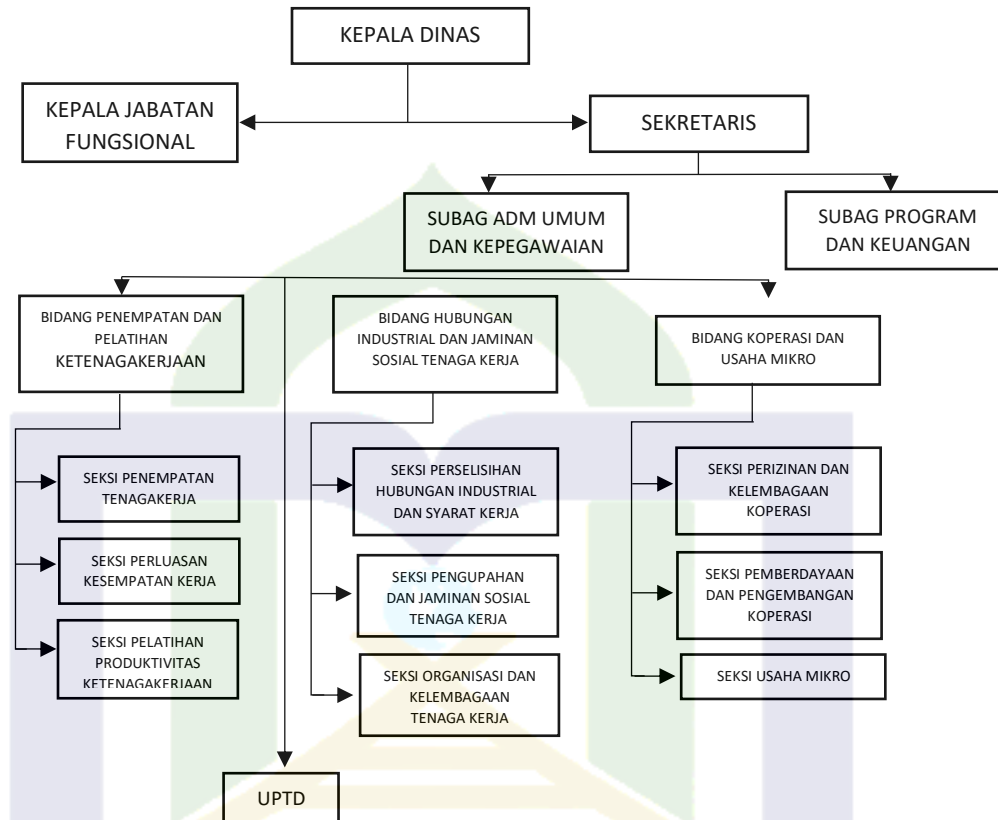 KEPALA DINAS
KEPALA JABATAN
FUNGSIONAL
SEKRETARIS
SUBAG ADM UMUM
DAN KEPEGAWAIAN
SUBAG PROGRAM
DAN KEUANGAN
BIDANG PENEMPATAN DAN
PELATIHAN
KETENAGAKERJAAN
BIDANG HUBUNGAN
INDUSTRIAL DAN JAMINAN
SOSIAL TENAGA KERJA
BIDANG KOPERASI DAN
USAHA MIKRO
SEKSI PENEMPATAN
TENAGAKERJA
SEKSI PERLUASAN
KESEMPATAN KERJA
SEKSI PELATIHAN
PRODUKTIVITAS
KETENAGAKERJAAN
SEKSI PERSELISIHAN
HUBUNGAN INDUSTRIAL
DAN SYARAT KERJA
SEKSI PENGUPAHAN
DAN JAMINAN SOSIAL
TENAGA KERJA
SEKSI ORGANISASI DAN
KELEMBAGAAN
TENAGA KERJA
SEKSI PERIZINAN DAN
KELEMBAGAAN
KOPERASI
SEKSI PEMBERDAYAAN
DAN PENGEMBANGAN
KOPERASI
SEKSI USAHA MIKRO
UPTD